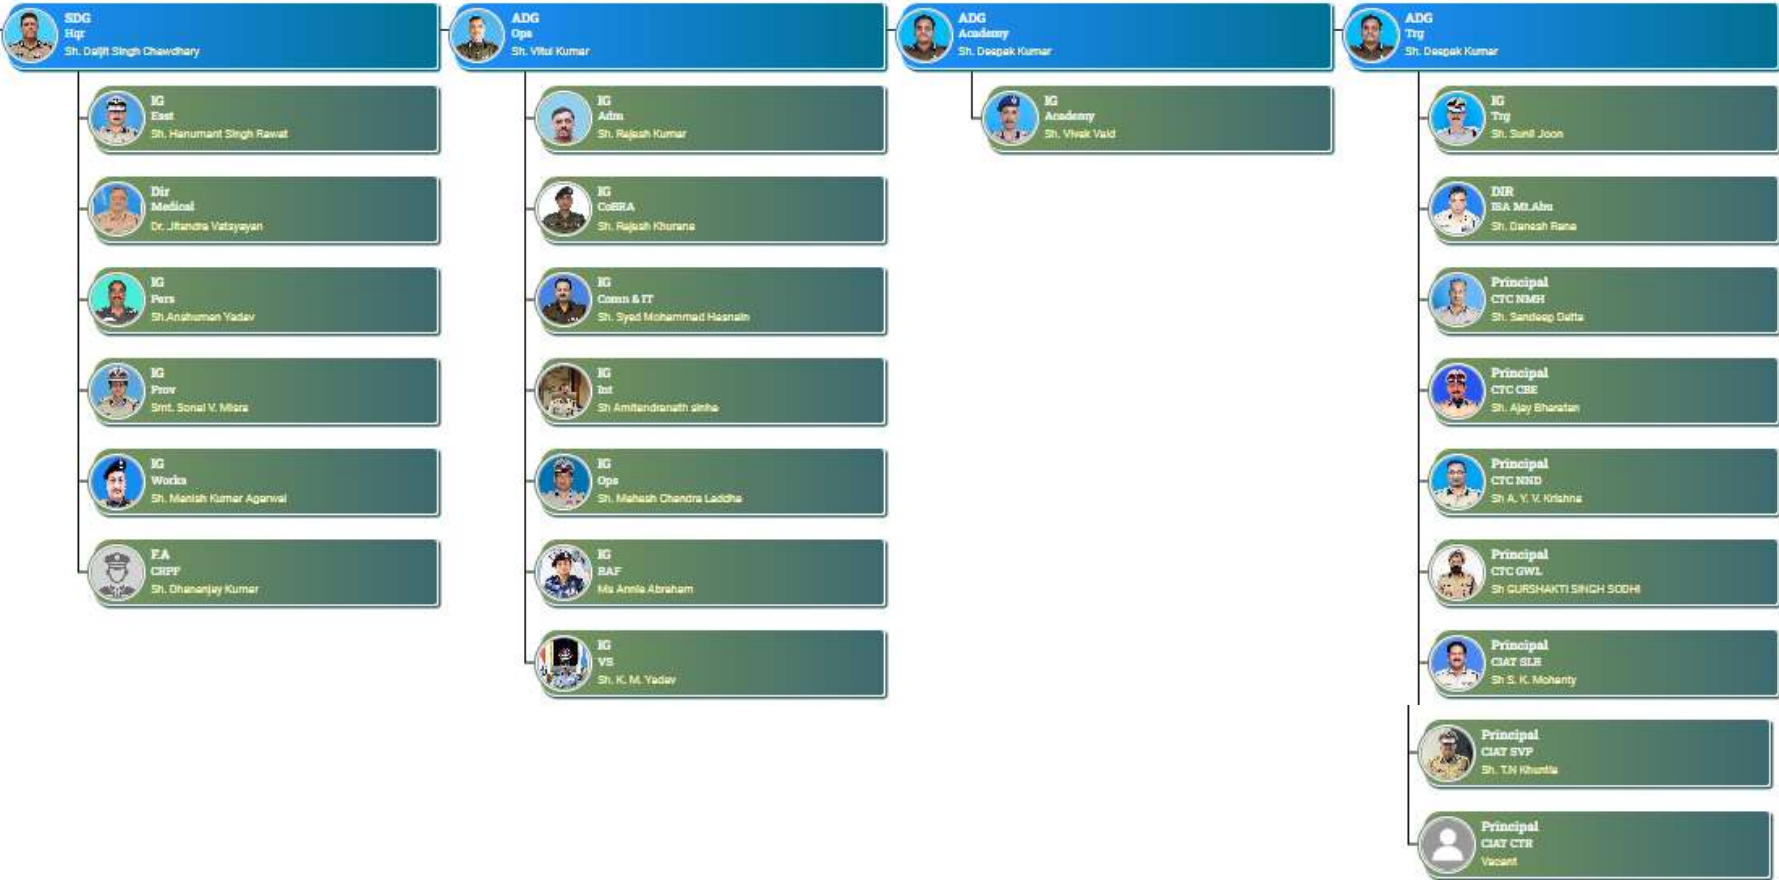 SDG
Hqr
Sh. Daljit Singh Chawdhary
IG
Esst
Sh. Hanumant Singh Rawat
Dir
Medical
Dr. Jitendra Vatsyayan
IG
Pers
Sh.Anshuman Yadav
IG
Prov
Smt. Sonal V. Misra
IG
Works
Sh. Manish Kumar Agarwal
F.A
CRPF
Sh. Dhananjay Kumar
ADG
Ops
Sh. Vitul Kumar
IG
Adm
Sh. Rajesh Kumar
IG
CoBRA
Sh. Rajesh Khurana
IG
Comn & IT
Sh. Syed Mohammad Hasnain
IG
Int
Sh Amitendranath sinha
IG
Ops
Sh. Mahesh Chandra Laddha
IG
RAF
Ms Annie Abraham
IG
VS
Sh. K. M. Yadav
ADG
Academy
Sh. Deepak Kumar
IG
Academy
Sh. Vivek Vaid
ADG
Trg
Sh. Deepak Kumar
IG
Trg
Sh. Sunil Joon
DIR
ISA Mt.Abu
Sh. Danesh Rana
Principal
CTC NMH
Sh. Sandeep Datta
Principal
CTC CBE
Sh. Ajay Bharatan
Principal
CTC NND
Sh A. Y. V. Krishna
Principal
CTC GWL
Sh GURSHAKTI SINGH SODHI
Principal
CIAT SLR
Sh S. K. Mohanty
Principal
CIAT SVP
Sh. T.N Khuntia
Principal
CIAT CTR
Vacant